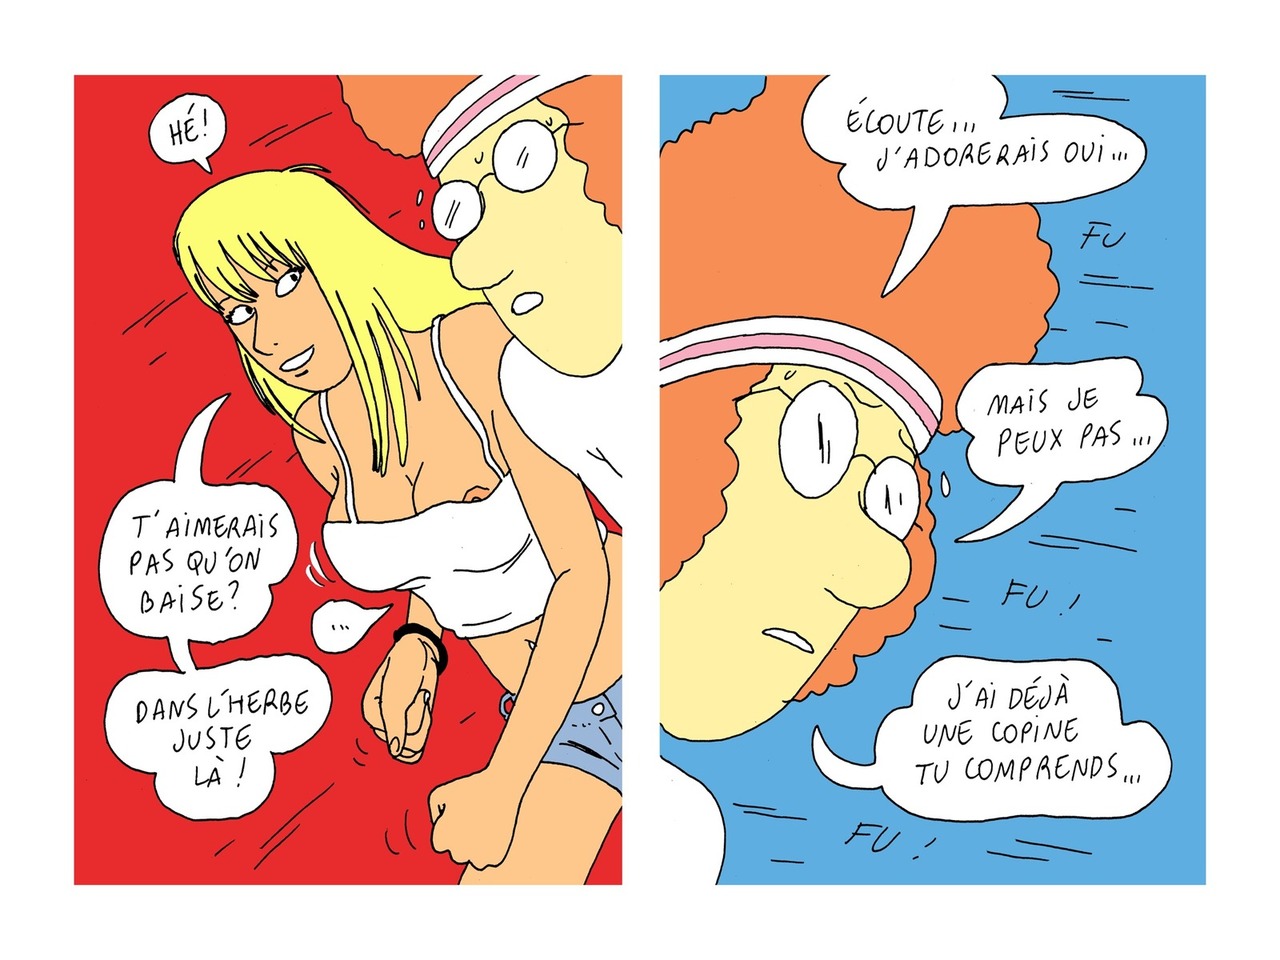 HÉ!
T'AIMERAIS
PAS QU'ON
BAISE?
...
DANS L'HERBE
JUSTE
LÀ!
ÉCOUTE...
J'ADORERAIS OUI...
FU
MAIS JE
PEUX PAS...
FU!
J'AI DÉJÀ
UNE COPINE
TU COMPRENDS...
FU!